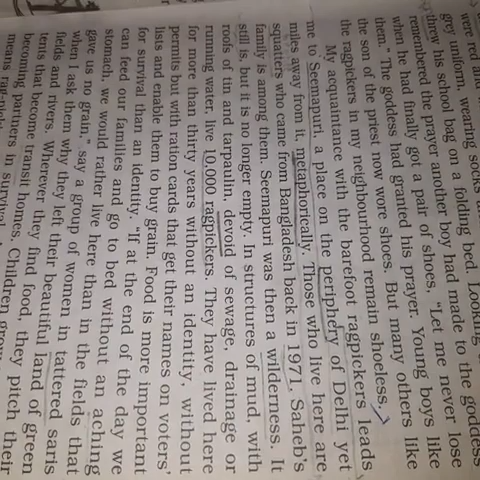 were red and
grey uniform, wearing socks and
threw his school bag on a folding bed. Looking
remembered the prayer another boy had made to the goddess
when he had finally got a pair of shoes, "Let me never lose
them." The goddess had granted his prayer. Young boys like
the son of the priest now wore shoes. But many others like
the ragpickers in my neighbourhood remain shoeless.
My acquaintance with the barefoot ragpickers leads
me to Seemapuri, a place on the periphery of Delhi yet
miles away from it, metaphorically. Those who live here are
squatters who came from Bangladesh back in 1971. Saheb's
family is among them. Seemapuri was then a wilderness. It
still is, but it is no longer empty. In structures of mud, with
roofs of tin and tarpaulin, devoid of sewage, drainage or
running water, live 10,000 ragpickers. They have lived here
for more than thirty years without an identity, without
permits but with ration cards that get their names on voters'
lists and enable them to buy grain. Food is more important
for survival than an identity. "If at the end of the day we
can feed our families and go to bed without an aching
stomach, we would rather live here than in the fields that
gave us no grain," say a group of women in tattered saris
when I ask them why they left their beautiful land of green
fields and rivers. Wherever they find food, they pitch their
tents that become transit homes. Children grow
becoming partners in survival.
means